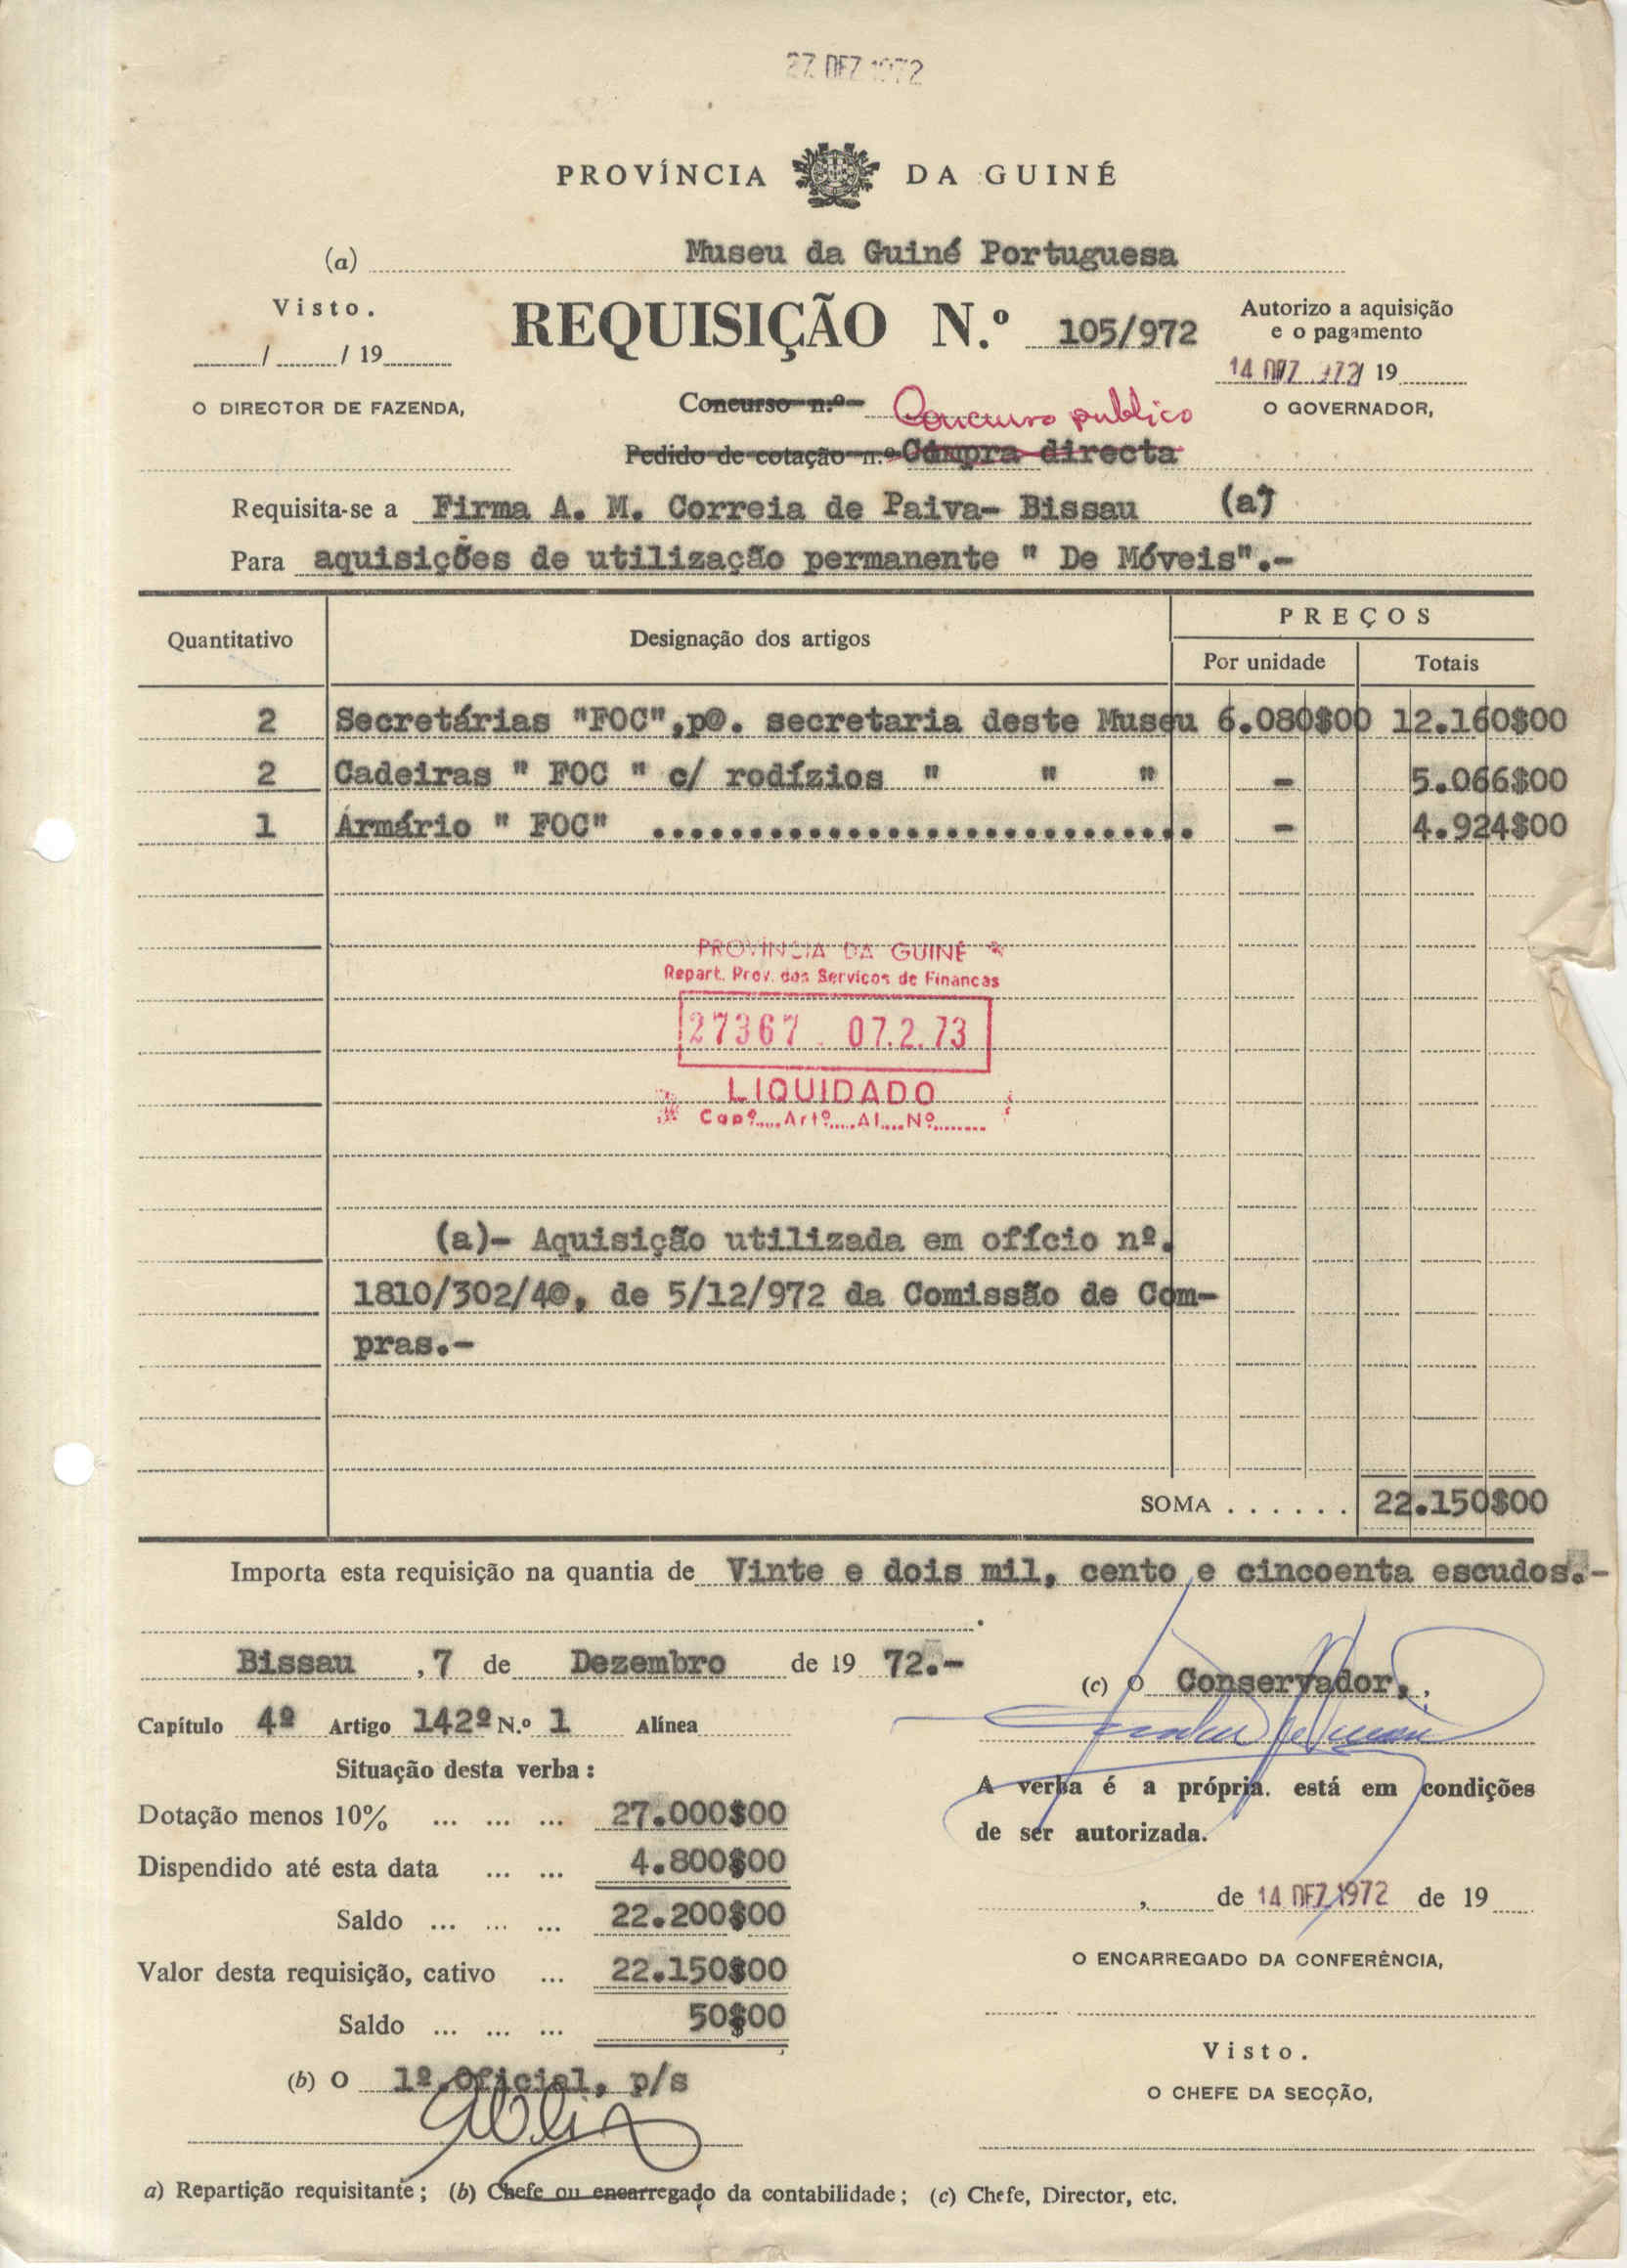 27 DEZ 1972
PROVÍNCIA DA GUINÉ
(a) Museu da Guiné Portuguesa
Visto.
REQUISIÇÃO N.º 105/972
Autorizo a aquisição
e o pagamento
/ / 19
14 DEZ 1972 / 19
O DIRECTOR DE FAZENDA,
Concurso n.º Concurso publico
O GOVERNADOR,
Pedido de cotação n.º Compra directa
Requisita-se a Firma A. M. Correia de Paiva- Bissau (a)
Para aquisições de utilização permanente " De Móveis".-
Quantitativo
Designação dos artigos
PREÇOS
Por unidade
Totais
2 Secretárias "FOC",pª. secretaria deste Museu 6.080$00 12.160$00
2 Cadeiras " FOC " c/ rodízios " " " - 5.066$00
1 Armário " FOC" ............................ - 4.924$00
PROVÍNCIA DA GUINÉ
Repart. Prov. dos Serviços de Finanças
27367 07.2.73
LIQUIDADO
Capº..... Artº..... Al.... Nº........
(a)- Aquisição utilizada em ofício nº.
1810/302/4ª, de 5/12/972 da Comissão de Com-
pras.-
SOMA . . . . . . 22.150$00
Importa esta requisição na quantia de Vinte e dois mil, cento e cincoenta escudos.-
Bissau , 7 de Dezembro de 19 72.-
(c) O Conservador,
Capítulo 4º Artigo 142º N.º 1 Alínea
Situação desta verba :
A verba é a própria. está em condições
de ser autorizada.
Dotação menos 10% ... ... ... 27.000$00
Dispendido até esta data ... ... 4.800$00
, de 14 DEZ 1972 de 19
Saldo ... ... ... 22.200$00
O ENCARREGADO DA CONFERÊNCIA,
Valor desta requisição, cativo ... 22.150$00
Saldo ... ... ... 50$00
Visto.
(b) O 1º.Oficial, p/s
O CHEFE DA SECÇÃO,
a) Repartição requisitante ; (b) Chefe ou encarregado da contabilidade ; (c) Chefe, Director, etc.